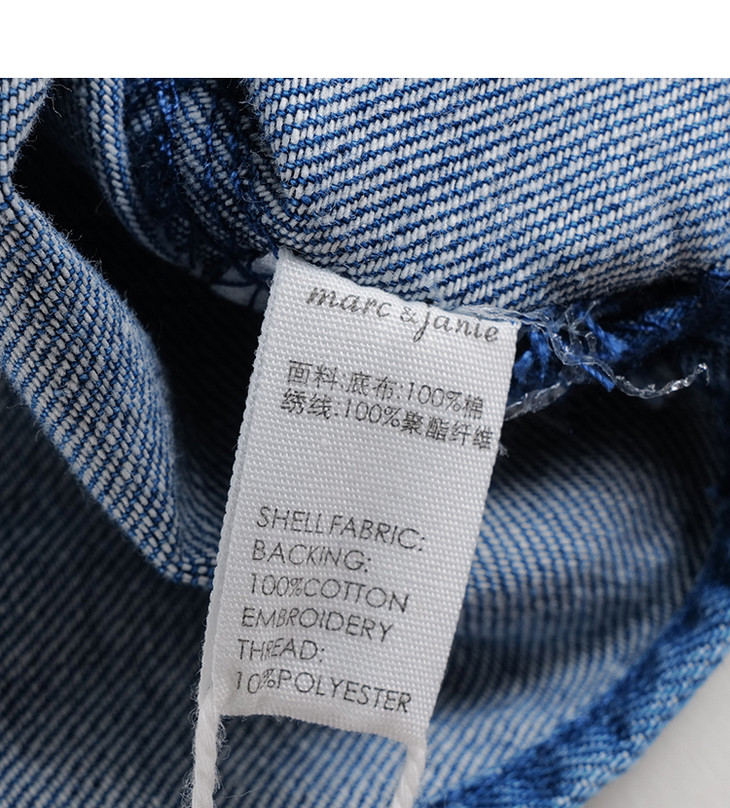 marc & janie
面料:底布:100%棉
绣线:100%聚酯纤维
SHELL FABRIC:
BACKING:
100%COTTON
EMBROIDERY
THREAD:
10%POLYESTER